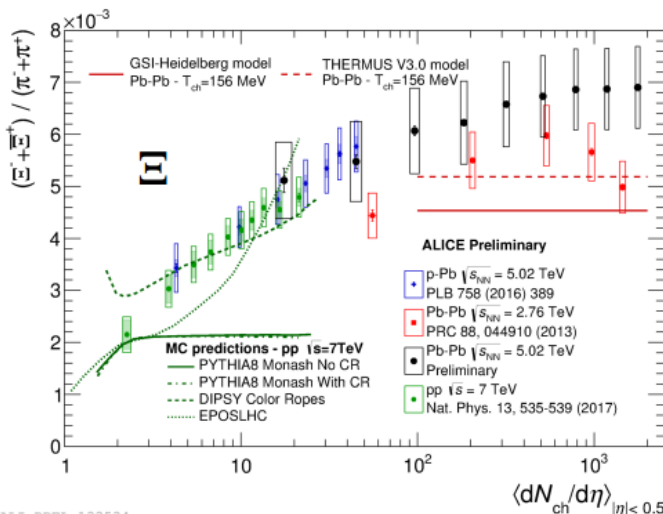 ×10⁻³
8
7
6
5
4
3
2
1
0
(Ξ⁻+Ξ̄⁺) / (π⁻+π⁺)
GSI-Heidelberg model
Pb-Pb - T_ch=156 MeV
THERMUS V3.0 model
Pb-Pb - T_ch=156 MeV
Ξ
ALICE Preliminary
p-Pb √s_NN = 5.02 TeV
PLB 758 (2016) 389
Pb-Pb √s_NN = 2.76 TeV
PRC 88, 044910 (2013)
Pb-Pb √s_NN = 5.02 TeV
Preliminary
pp √s = 7 TeV
Nat. Phys. 13, 535-539 (2017)
MC predictions - pp √s=7TeV
PYTHIA8 Monash No CR
PYTHIA8 Monash With CR
DIPSY Color Ropes
EPOSLHC
1 10 10² 10³
⟨dN_ch/dη⟩_|η|< 0.5